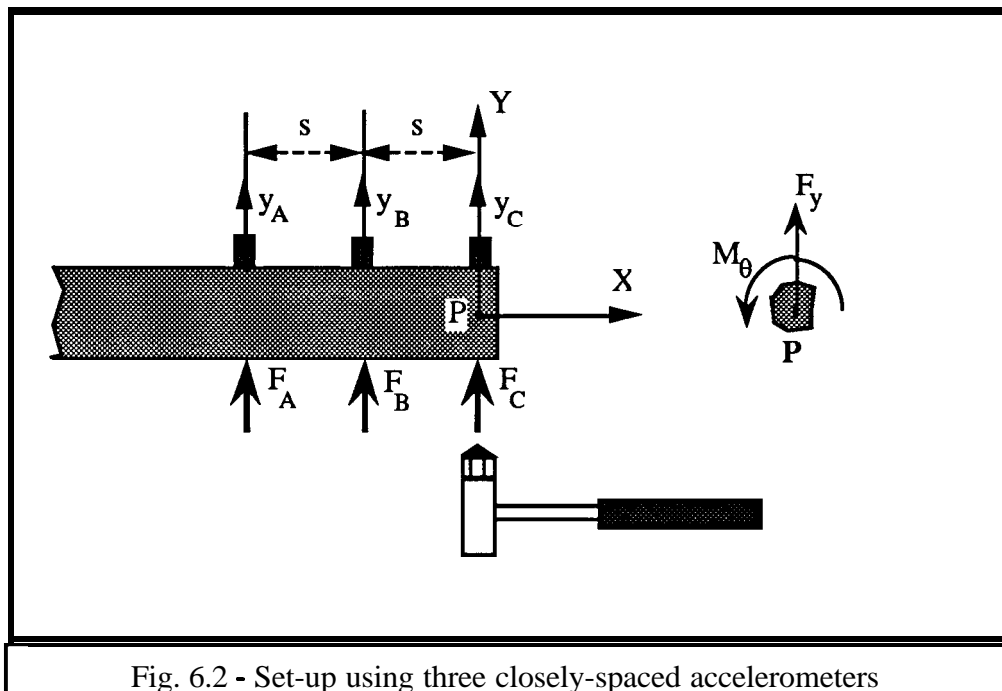 Y
s s
F_y
y_A y_B y_C
M_θ
X
P
P
F_A F_B F_C
Fig. 6.2 - Set-up using three closely-spaced accelerometers